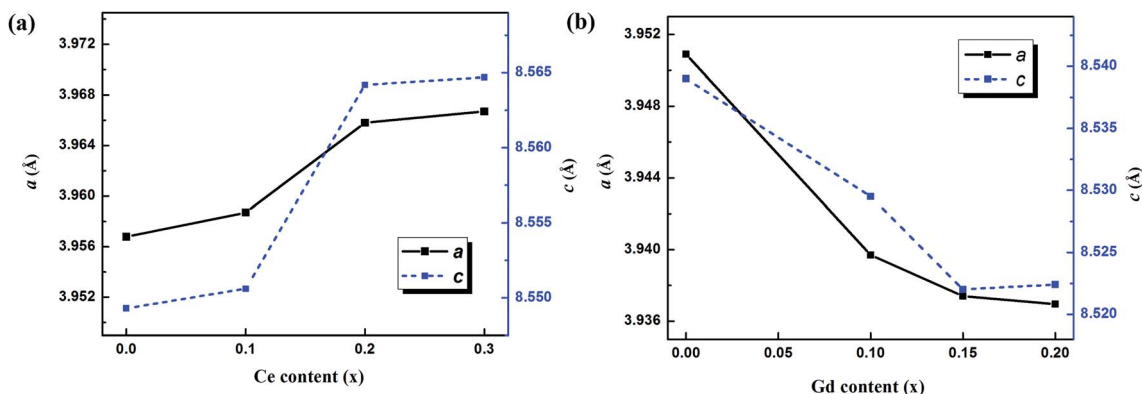 (a)
3.972
3.968
3.964
3.960
3.956
3.952
a (Å)
8.565
8.560
8.555
8.550
c (Å)
a
c
0.0 0.1 0.2 0.3
Ce content (x)
(b)
3.952
3.948
3.944
3.940
3.936
a (Å)
8.540
8.535
8.530
8.525
8.520
c (Å)
a
c
0.00 0.05 0.10 0.15 0.20
Gd content (x)